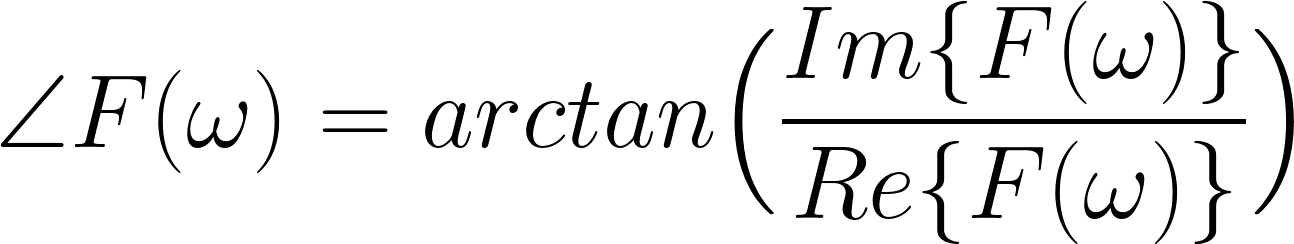 ∠F(ω) = arctan(Im{F(ω)}/Re{F(ω)})